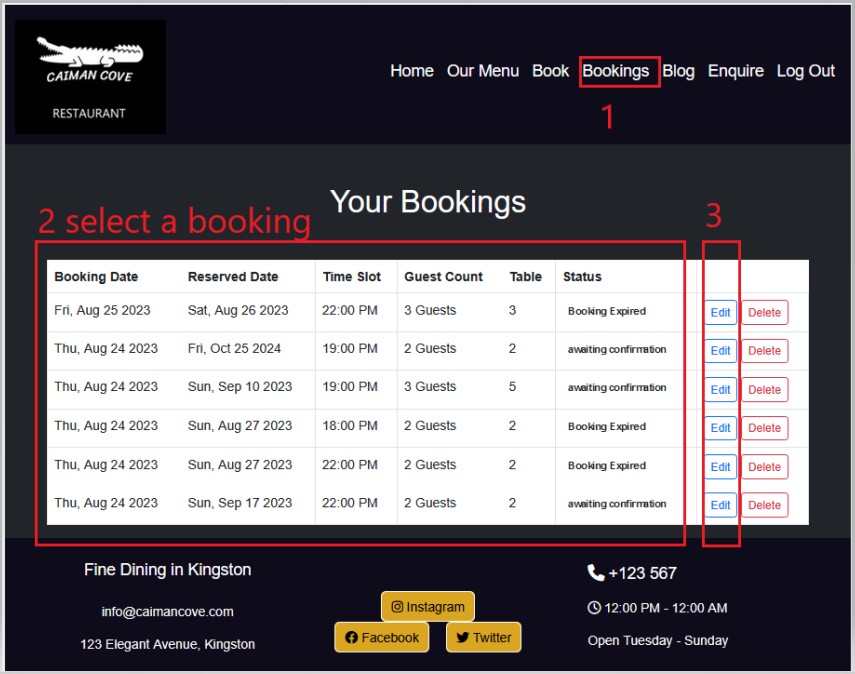 CAIMAN COVE
RESTAURANT
Home Our Menu Book Bookings Blog Enquire Log Out
1
Your Bookings
2 select a booking
3
Booking Date Reserved Date Time Slot Guest Count Table Status
Fri, Aug 25 2023 Sat, Aug 26 2023 22:00 PM 3 Guests 3 Booking Expired Edit Delete
Thu, Aug 24 2023 Fri, Oct 25 2024 19:00 PM 2 Guests 2 awaiting confirmation Edit Delete
Thu, Aug 24 2023 Sun, Sep 10 2023 19:00 PM 3 Guests 5 awaiting confirmation Edit Delete
Thu, Aug 24 2023 Sun, Aug 27 2023 18:00 PM 2 Guests 2 Booking Expired Edit Delete
Thu, Aug 24 2023 Sun, Aug 27 2023 22:00 PM 2 Guests 2 Booking Expired Edit Delete
Thu, Aug 24 2023 Sun, Sep 17 2023 22:00 PM 2 Guests 2 awaiting confirmation Edit Delete
Fine Dining in Kingston
info@caimancove.com
123 Elegant Avenue, Kingston
Instagram
Facebook Twitter
+123 567
12:00 PM - 12:00 AM
Open Tuesday - Sunday